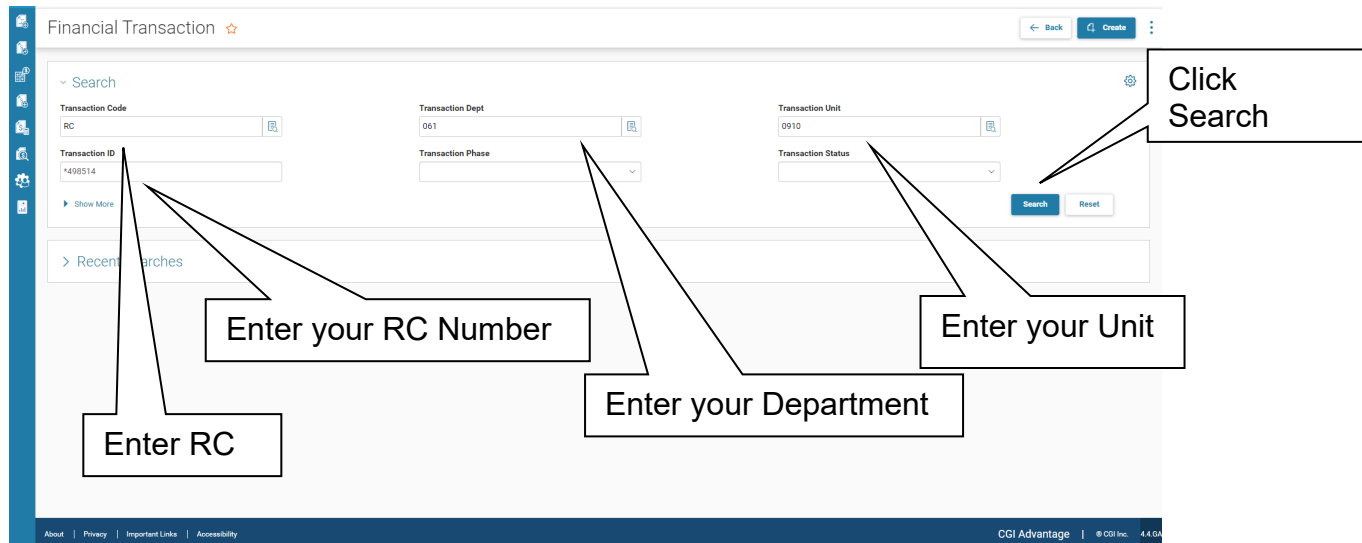 Financial Transaction
Back
Create
Search
Click
Search
Transaction Code
Transaction Dept
Transaction Unit
RC
061
0910
Transaction ID
Transaction Phase
Transaction Status
*498514
Show More
Search
Reset
Recent arches
Enter your RC Number
Enter your Unit
Enter your Department
Enter RC
About | Privacy | Important Links | Accessibility
CGI Advantage | © CGI Inc. 4.4.GA